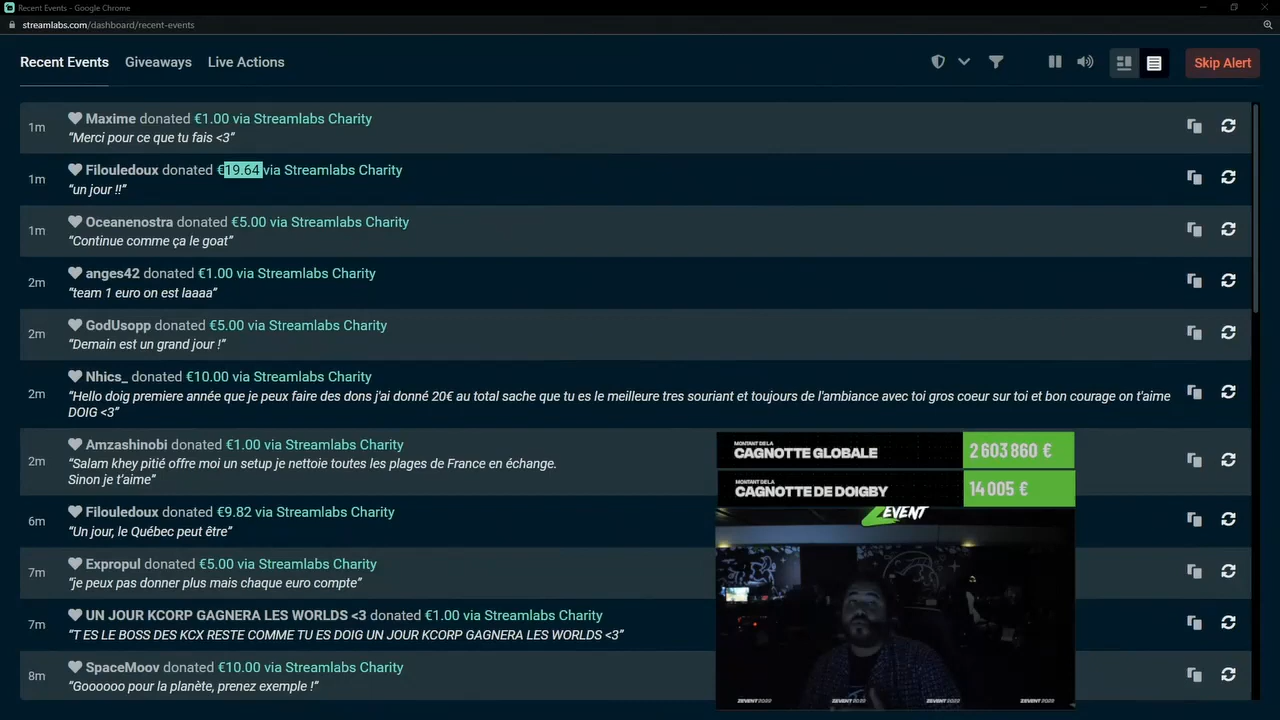 Recent Events - Google Chrome
streamlabs.com/dashboard/recent-events
Recent Events Giveaways Live Actions Skip Alert
1m Maxime donated €1.00 via Streamlabs Charity
“Merci pour ce que tu fais <3”
1m Filouledoux donated €19.64 via Streamlabs Charity
“un jour !!”
1m Oceanenostra donated €5.00 via Streamlabs Charity
“Continue comme ça le goat”
2m anges42 donated €1.00 via Streamlabs Charity
“team 1 euro on est laaaa”
2m GodUsopp donated €5.00 via Streamlabs Charity
“Demain est un grand jour !”
2m Nhics_ donated €10.00 via Streamlabs Charity
“Hello doig premiere année que je peux faire des dons j'ai donné 20€ au total sache que tu es le meilleure tres souriant et toujours de l'ambiance avec toi gros coeur sur toi et bon courage on t'aime
DOIG <3”
2m Amzashinobi donated €1.00 via Streamlabs Charity
“Salam khey pitié offre moi un setup je nettoie toutes les plages de France en échange.
Sinon je t'aime”
6m Filouledoux donated €9.82 via Streamlabs Charity
“Un jour, le Québec peut être”
7m Expropul donated €5.00 via Streamlabs Charity
“je peux pas donner plus mais chaque euro compte”
7m UN JOUR KCORP GAGNERA LES WORLDS <3 donated €1.00 via Streamlabs Charity
“T ES LE BOSS DES KCX RESTE COMME TU ES DOIG UN JOUR KCORP GAGNERA LES WORLDS <3”
8m SpaceMoov donated €10.00 via Streamlabs Charity
“Goooooo pour la planète, prenez exemple !”
MONTANT DE LA
CAGNOTTE GLOBALE 2 603 860 €
MONTANT DE LA
CAGNOTTE DE DOIGBY 14 005 €
ZEVENT
ZEVENT 2022 ZEVENT 2022 ZEVENT 2022 ZEVENT 2022